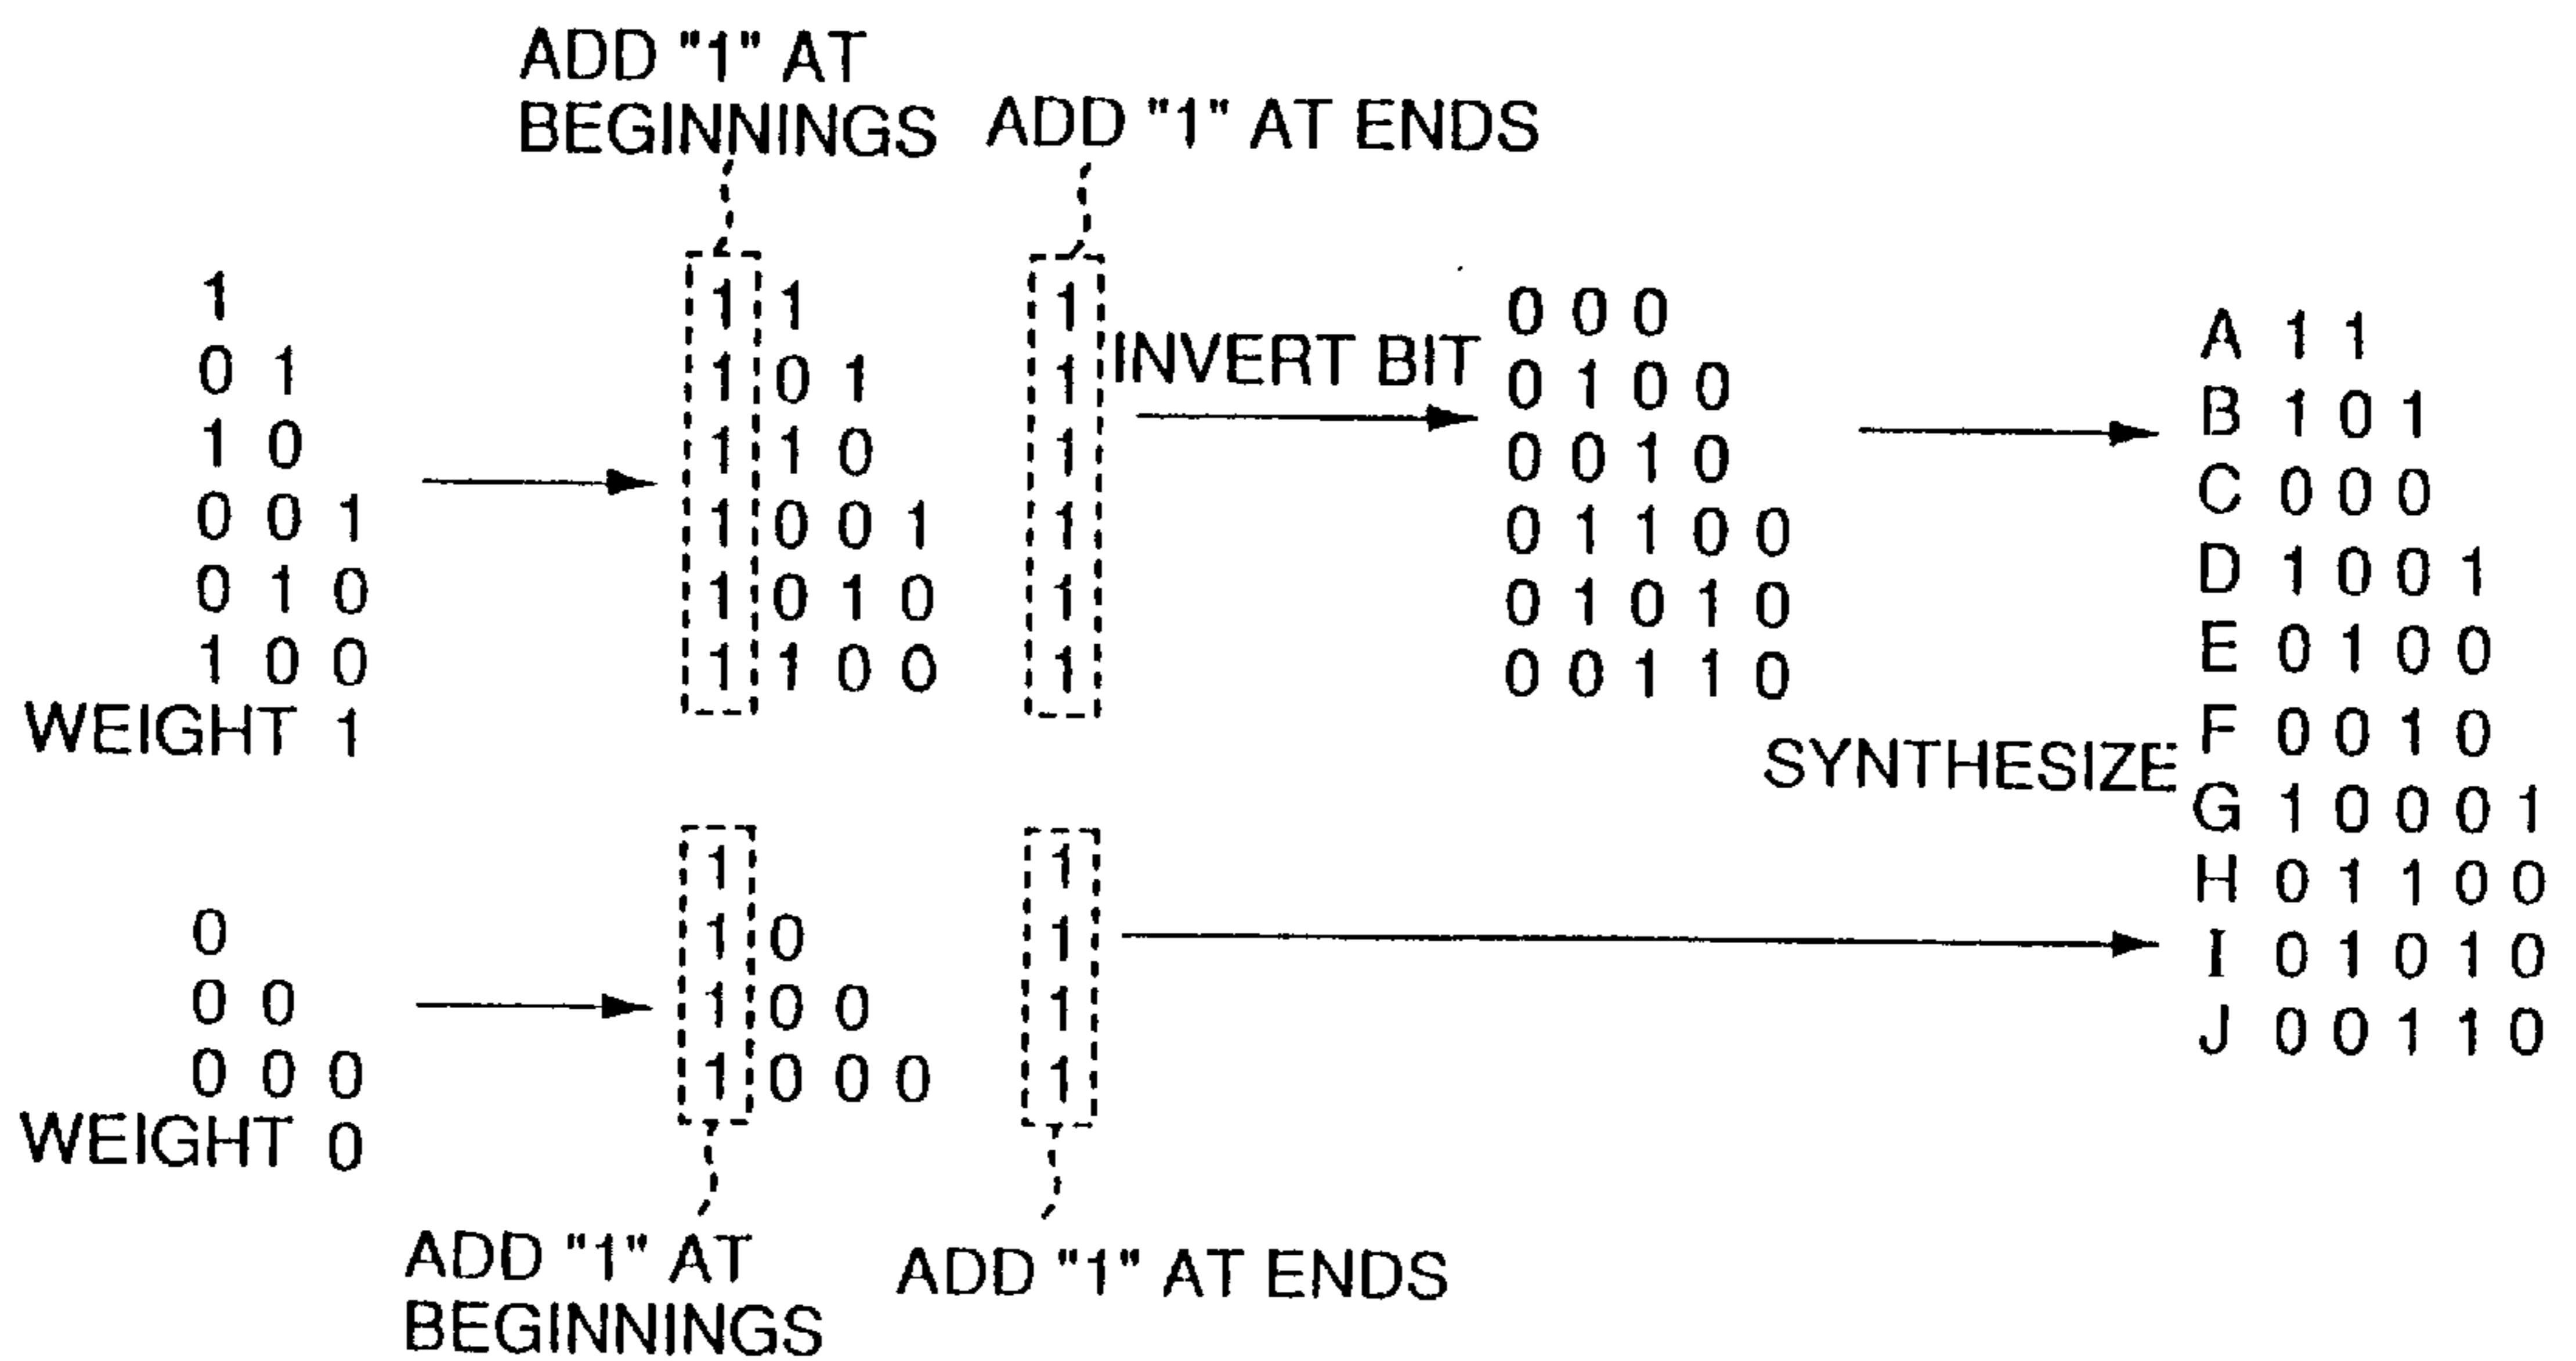 ADD "1" AT
BEGINNINGS
ADD "1" AT ENDS
1
0 1
1 0
0 0 1
0 1 0
1 0 0
WEIGHT 1
1 1 1
1 0 1 1
1 1 0 1
1 0 0 1 1
1 0 1 0 1
1 1 0 0 1
INVERT BIT
0 0 0
0 1 0 0
0 0 1 0
0 1 1 0 0
0 1 0 1 0
0 0 1 1 0
0
0 0
0 0 0
WEIGHT 0
1 1
1 0 1
1 0 0 1
1 0 0 0 1
ADD "1" AT
BEGINNINGS
ADD "1" AT ENDS
SYNTHESIZE
A 1 1
B 1 0 1
C 0 0 0
D 1 0 0 1
E 0 1 0 0
F 0 0 1 0
G 1 0 0 0 1
H 0 1 1 0 0
I 0 1 0 1 0
J 0 0 1 1 0